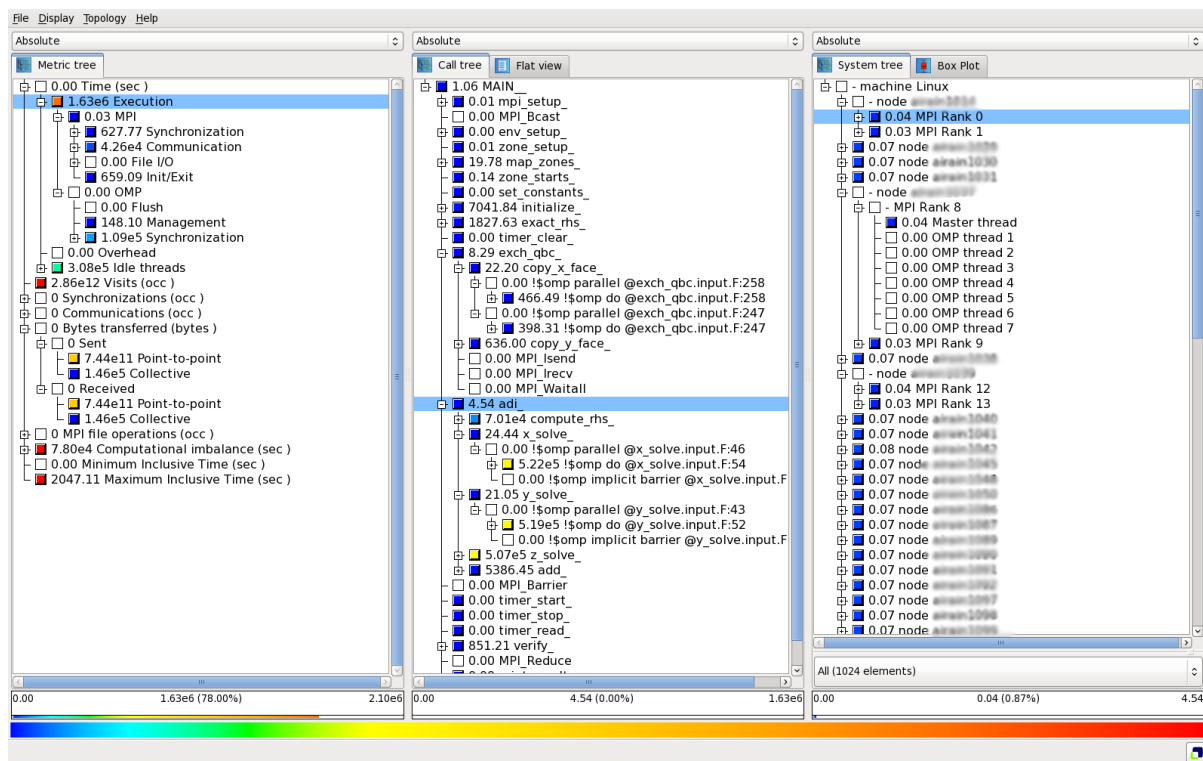 File Display Topology Help
Absolute
Metric tree
0.00 Time (sec )
1.63e6 Execution
0.03 MPI
627.77 Synchronization
4.26e4 Communication
0.00 File I/O
659.09 Init/Exit
0.00 OMP
0.00 Flush
148.10 Management
1.09e5 Synchronization
0.00 Overhead
3.08e5 Idle threads
2.86e12 Visits (occ )
0 Synchronizations (occ )
0 Communications (occ )
0 Bytes transferred (bytes )
0 Sent
7.44e11 Point-to-point
1.46e5 Collective
0 Received
7.44e11 Point-to-point
1.46e5 Collective
0 MPI file operations (occ )
7.80e4 Computational imbalance (sec )
0.00 Minimum Inclusive Time (sec )
2047.11 Maximum Inclusive Time (sec )
0.00 1.63e6 (78.00%) 2.10e6
Absolute
Call tree Flat view
1.06 MAIN__
0.01 mpi_setup_
0.00 MPI_Bcast
0.00 env_setup_
0.01 zone_setup_
19.78 map_zones_
0.14 zone_starts_
0.00 set_constants_
7041.84 initialize_
1827.63 exact_rhs_
0.00 timer_clear_
8.29 exch_qbc_
22.20 copy_x_face_
0.00 !$omp parallel @exch_qbc.input.F:258
466.49 !$omp do @exch_qbc.input.F:258
0.00 !$omp parallel @exch_qbc.input.F:247
398.31 !$omp do @exch_qbc.input.F:247
636.00 copy_y_face_
0.00 MPI_Isend
0.00 MPI_Irecv
0.00 MPI_Waitall
4.54 adi_
7.01e4 compute_rhs_
24.44 x_solve_
0.00 !$omp parallel @x_solve.input.F:46
5.22e5 !$omp do @x_solve.input.F:54
0.00 !$omp implicit barrier @x_solve.input.F
21.05 y_solve_
0.00 !$omp parallel @y_solve.input.F:43
5.19e5 !$omp do @y_solve.input.F:52
0.00 !$omp implicit barrier @y_solve.input.F
5.07e5 z_solve_
5386.45 add_
0.00 MPI_Barrier
0.00 timer_start_
0.00 timer_stop_
0.00 timer_read_
851.21 verify_
0.00 MPI_Reduce
0.00 4.54 (0.00%) 1.63e6
Absolute
System tree Box Plot
- machine Linux
- node
0.04 MPI Rank 0
0.03 MPI Rank 1
0.07 node
0.07 node airain1030
0.07 node airain1031
- node
- MPI Rank 8
0.04 Master thread
0.00 OMP thread 1
0.00 OMP thread 2
0.00 OMP thread 3
0.00 OMP thread 4
0.00 OMP thread 5
0.00 OMP thread 6
0.00 OMP thread 7
0.03 MPI Rank 9
0.07 node
- node
0.04 MPI Rank 12
0.03 MPI Rank 13
0.07 node
0.07 node
0.08 node
0.07 node
0.07 node
0.07 node
0.07 node
0.07 node
0.07 node
0.07 node
0.07 node
0.07 node
0.07 node
0.07 node
0.07 node
All (1024 elements)
0.00 0.04 (0.87%) 4.54